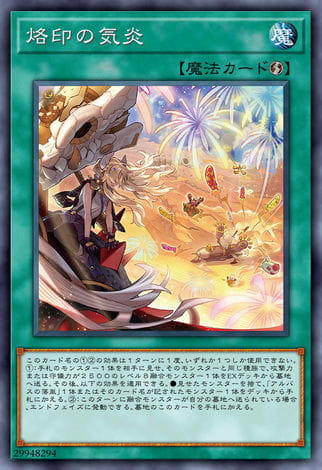 烙印の気炎
魔
【魔法カード】
このカード名の①②の効果は1ターンに1度、いずれか1つしか使用できない。
①:手札のモンスター1体を相手に見せ、そのモンスターと同じ種族で、攻撃力
または守備力が2500のレベル8融合モンスター1体をEXデッキから墓地
へ送る。その後、以下の効果を適用できる。●見せたモンスターを捨て、「アルバ
スの落胤」1体またはそのカード名が記されたモンスター1体をデッキから手
札に加える。②:このターンに融合モンスターが自分の墓地へ送られている場合、
エンドフェイズに発動できる。墓地のこのカードを手札に加える。
29948294